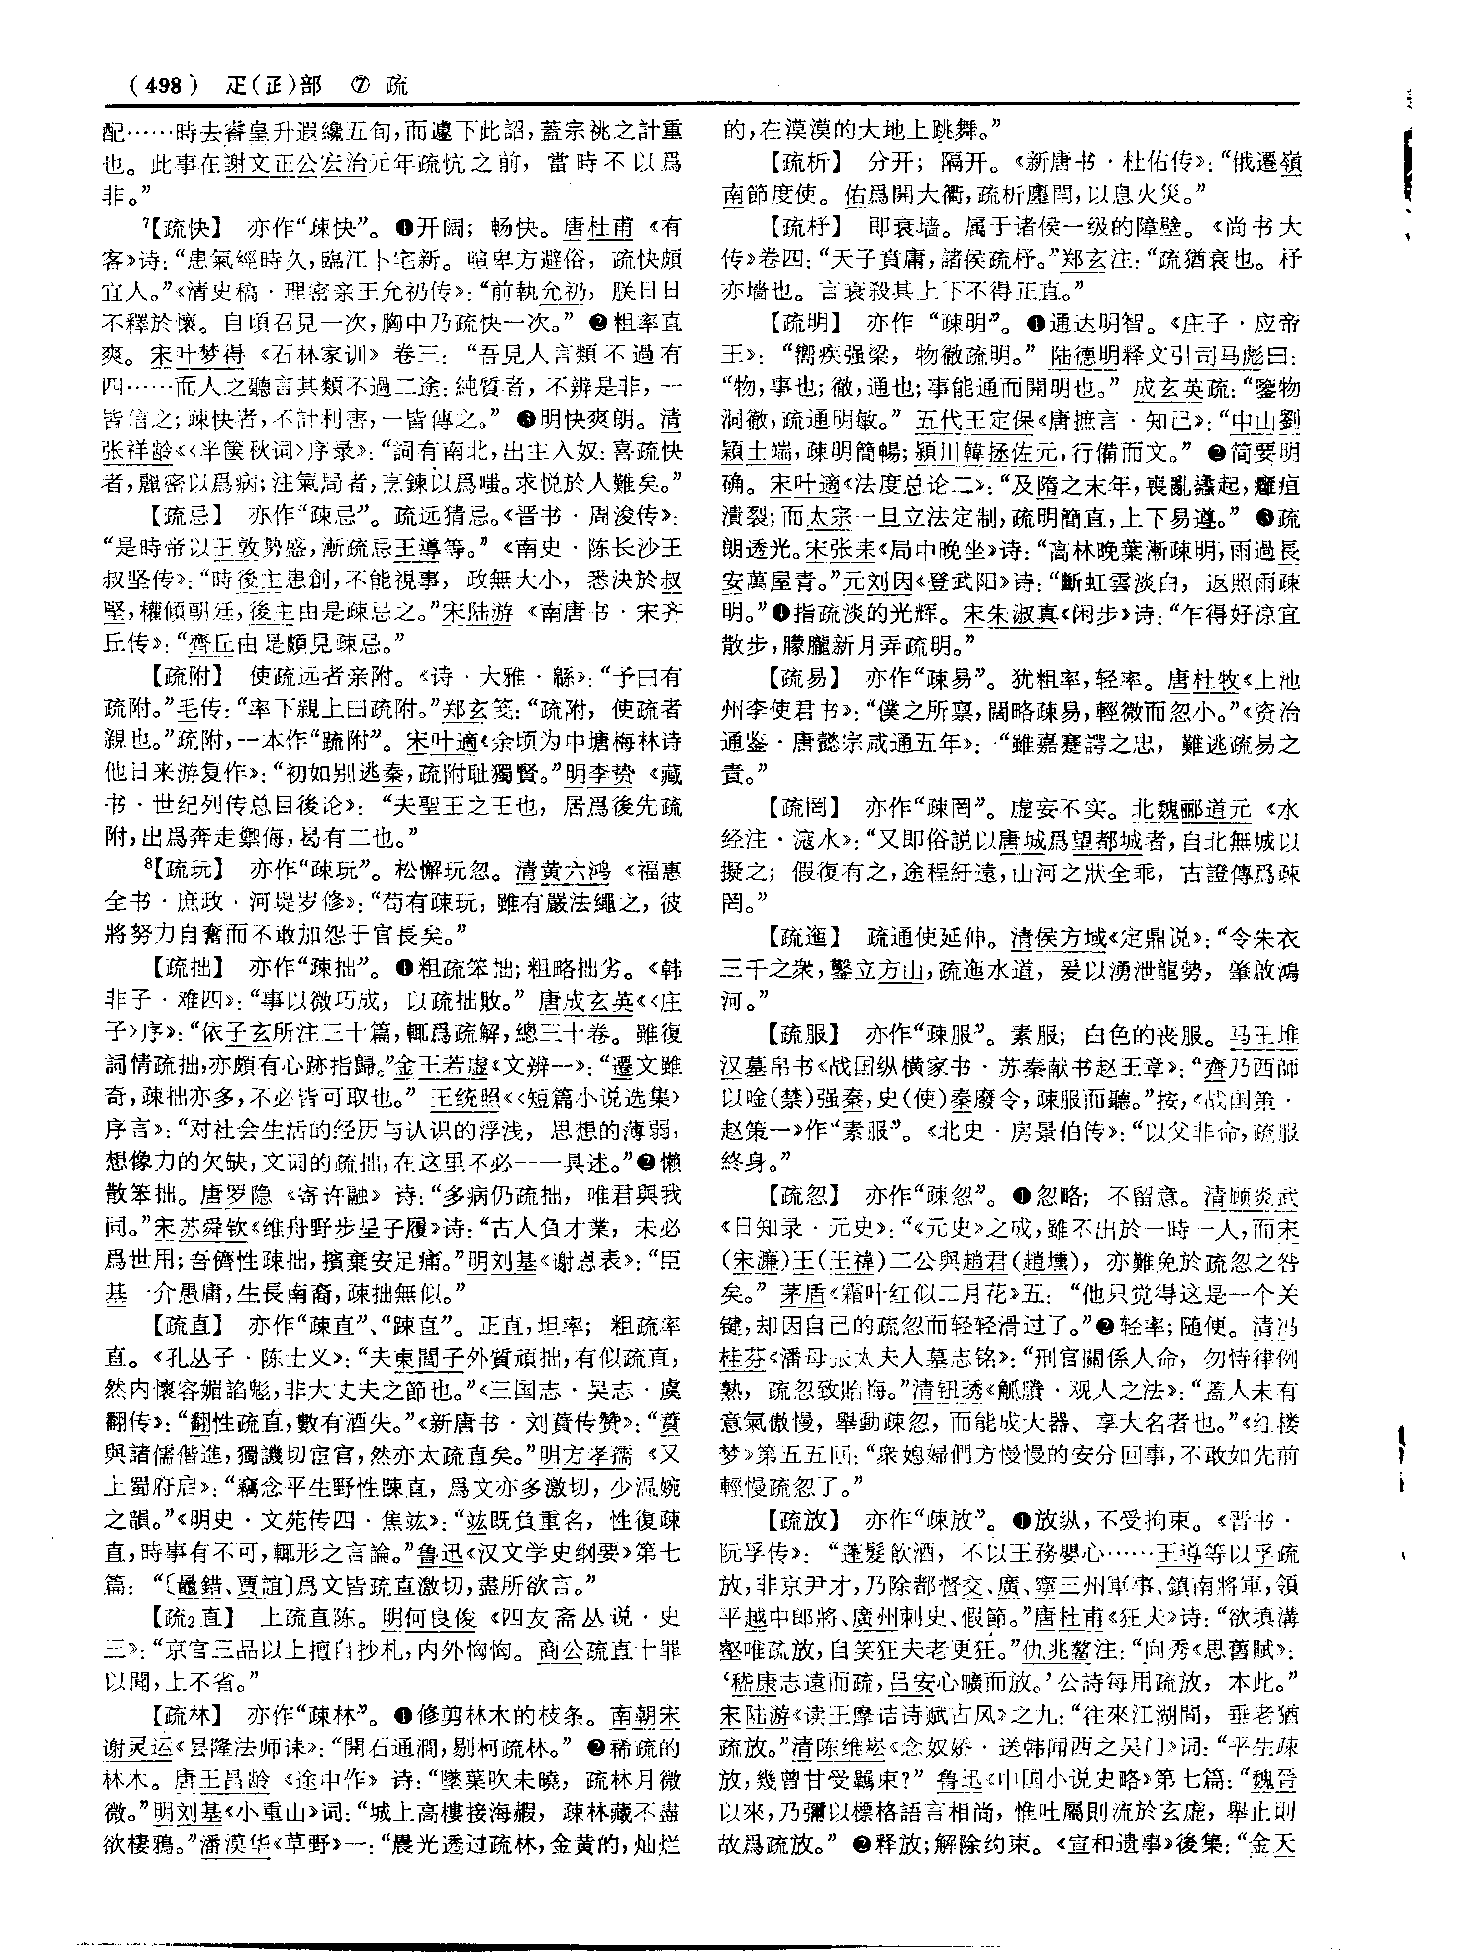 (498) 疋(⺪)部 ⑦ 疏
配……時去睿皇升遐纔五旬,而遽下此詔,蓋宗祧之計重
也。此事在謝文正公宏治元年疏忼之前,當時不以爲
非。”
⁷【疏快】 亦作“疎快”。❶开阔;畅快。唐杜甫《有
客》诗:“患氣經時久,臨江卜宅新。喧卑方避俗,疏快頗
宜人。”《清史稿·理密亲王允礽传》:“前執允礽,朕日日
不釋於懷。自頃召見一次,胸中乃疏快一次。”❷粗率直
爽。宋叶梦得《石林家训》卷三:“吾見人言類不過有
四……而人之聽言其類不過二途:純質者,不辨是非,一
皆信之;疎快者,不計利害,一皆傳之。”❸明快爽朗。清
张祥龄《〈半箧秋词〉序录》:“詞有南北,出主入奴:喜疏快
者,麗密以爲病;注氣局者,烹鍊以爲嗤。求悦於人難矣。”
【疏忌】 亦作“疎忌”。疏远猜忌。《晋书·周浚传》:
“是時帝以王敦勢盛,漸疏忌王導等。”《南史·陈长沙王
叔坚传》:“時後主患創,不能視事,政無大小,悉決於叔
堅,權傾朝廷,後主由是疎忌之。”宋陆游《南唐书·宋齐
丘传》:“齊丘由是頗見疎忌。”
【疏附】 使疏远者亲附。《诗·大雅·緜》:“予曰有
疏附。”毛传:“率下親上曰疏附。”郑玄笺:“疏附,使疏者
親也。”疏附,一本作“䟽附”。宋叶適《余顷为中塘梅林诗
他日来游复作》:“初如别逃秦,疏附耻獨賢。”明李贽《藏
书·世纪列传总目後论》:“夫聖王之王也,居爲後先疏
附,出爲奔走禦侮,曷有二也。”
⁸【疏玩】 亦作“疎玩”。松懈玩忽。清黄六鸿《福惠
全书·庶政·河堤岁修》:“苟有疎玩,雖有嚴法繩之,彼
將努力自奮而不敢加怨于官長矣。”
【疏拙】 亦作“疎拙”。❶粗疏笨拙;粗略拙劣。《韩
非子·难四》:“事以微巧成,以疏拙敗。”唐成玄英《〈庄
子〉序》:“依子玄所注三十篇,輒爲疏解,總三十卷。雖復
詞情疏拙,亦頗有心跡指歸。”金王若虚《文辨一》:“遷文雖
奇,疎拙亦多,不必皆可取也。”王统照《〈短篇小说选集〉
序言》:“对社会生活的经历与认识的浮浅,思想的薄弱,
想像力的欠缺,文词的疏拙,在这里不必一一具述。”❷懒
散笨拙。唐罗隐《寄许融》诗:“多病仍疏拙,唯君與我
同。”宋苏舜钦《维舟野步呈子履》诗:“古人負才業,未必
爲世用;吾儕性疎拙,擯棄安足痛。”明刘基《谢恩表》:“臣
基一介愚庸,生長南裔,疎拙無似。”
【疏直】 亦作“疎直”、“踈直”。正直,坦率;粗疏率
直。《孔丛子·陈士义》:“夫東閭子外質頑拙,有似疏直,
然内懷容媚諂魅,非大丈夫之節也。”《三国志·吴志·虞
翻传》:“翻性疏直,數有酒失。”《新唐书·刘蕡传赞》:“蕡
與諸儒偕進,獨譏切宦官,然亦太疏直矣。”明方孝孺《又
上蜀府启》:“竊念平生野性踈直,爲文亦多激切,少温婉
之韻。”《明史·文苑传四·焦竑》:“竑既負重名,性復疎
直,時事有不可,輒形之言論。”鲁迅《汉文学史纲要》第七
篇:“〔鼂錯、賈誼〕爲文皆疏直激切,盡所欲言。”
【疏₂直】 上疏直陈。明何良俊《四友斋丛说·史
三》:“京官三品以上擅自抄札,内外恟恟。商公疏直十罪
以聞,上不省。”
【疏林】 亦作“疎林”。❶修剪林木的枝条。南朝宋
谢灵运《昙隆法师诔》:“開石通澗,剔柯疏林。”❷稀疏的
林木。唐王昌龄《途中作》诗:“墜葉吹未曉,疏林月微
微。”明刘基《小重山》词:“城上高樓接海霞,疎林藏不盡
欲棲鴉。”潘漠华《草野》一:“晨光透过疏林,金黄的,灿烂
的,在漠漠的大地上跳舞。”
【疏析】 分开;隔开。《新唐书·杜佑传》:“俄遷嶺
南節度使。佑爲開大衢,疏析廛閈,以息火災。”
【疏杼】 即衰墙。属于诸侯一级的障壁。《尚书大
传》卷四:“天子賁庸,諸侯疏杼。”郑玄注:“疏猶衰也。杼
亦墻也。言衰殺其上下不得正直。”
【疏明】 亦作“疎明”。❶通达明智。《庄子·应帝
王》:“嚮疾强梁,物徹疏明。”陆德明释文引司马彪曰:
“物,事也;徹,通也;事能通而開明也。”成玄英疏:“鑒物
洞徹,疏通明敏。”五代王定保《唐摭言·知己》:“中山劉
穎士端,疎明簡暢;潁川韓拯佐元,行備而文。”❷简要明
确。宋叶適《法度总论二》:“及隋之末年,喪亂蠭起,癰疽
潰裂;而太宗一旦立法定制,疏明簡直,上下易遵。”❸疏
朗透光。宋张耒《局中晚坐》诗:“高林晚葉漸疎明,雨過長
安萬屋青。”元刘因《登武阳》诗:“斷虹雲淡白,返照雨疎
明。”❹指疏淡的光辉。宋朱淑真《闲步》诗:“乍得好凉宜
散步,朦朧新月弄疏明。”
【疏易】 亦作“疎易”。犹粗率,轻率。唐杜牧《上池
州李使君书》:“僕之所禀,闊略疎易,輕微而忽小。”《资治
通鉴·唐懿宗咸通五年》:“雖嘉蹇諤之忠,難逃疏易之
責。”
【疏罔】 亦作“疎罔”。虚妄不实。北魏郦道元《水
经注·滱水》:“又即俗説以唐城爲望都城者,自北無城以
擬之;假復有之,途程紆遠,山河之狀全乖,古證傳爲疎
罔。”
【疏迤】 疏通使延伸。清侯方域《定鼎说》:“令朱衣
三千之衆,鑿立方山,疏迤水道,爰以湧泄龍勢,肇啟鴻
河。”
【疏服】 亦作“疎服”。素服;白色的丧服。马王堆
汉墓帛书《战国纵横家书·苏秦献书赵王章》:“齊乃西師
以唫(禁)强秦,史(使)秦廢令,疎服而聽。”按,《战国策·
赵策一》作“素服”。《北史·房景伯传》:“以父非命,疏服
終身。”
【疏忽】 亦作“疎忽”。❶忽略;不留意。清顾炎武
《日知录·元史》:“《元史》之成,雖不出於一時一人,而宋
(宋濂)王(王禕)二公與趙君(趙壎),亦難免於疏忽之咎
矣。”茅盾《霜叶红似二月花》五:“他只觉得这是一个关
键,却因自己的疏忽而轻轻滑过了。”❷轻率;随便。清冯
桂芬《潘母张太夫人墓志铭》:“刑官關係人命,勿恃律例
熟,疏忽致貽悔。”清钮琇《觚賸·观人之法》:“蓋人未有
意氣傲慢,舉動疎忽,而能成大器、享大名者也。”《红楼
梦》第五五回:“衆媳婦們方慢慢的安分回事,不敢如先前
輕慢疏忽了。”
【疏放】 亦作“疎放”。❶放纵,不受拘束。《晋书·
阮孚传》:“蓬髮飲酒,不以王務嬰心……王導等以孚疏
放,非京尹才,乃除都督交、廣、寧三州軍事、鎮南將軍,領
平越中郎將、廣州刺史、假節。”唐杜甫《狂夫》诗:“欲填溝
壑唯疏放,自笑狂夫老更狂。”仇兆鳌注:“向秀《思舊賦》:
‘嵇康志遠而疏,吕安心曠而放。’公詩每用疏放,本此。”
宋陆游《读王摩诘诗赋古风》之九:“往來江湖間,垂老猶
疏放。”清陈维崧《念奴娇·送韩闻西之吴门》词:“平生疎
放,幾曾甘受羈束?”鲁迅《中国小说史略》第七篇:“魏晉
以來,乃彌以標格語言相尚,惟吐屬則流於玄虚,舉止則
故爲疏放。”❷释放;解除约束。《宣和遗事》後集:“金天